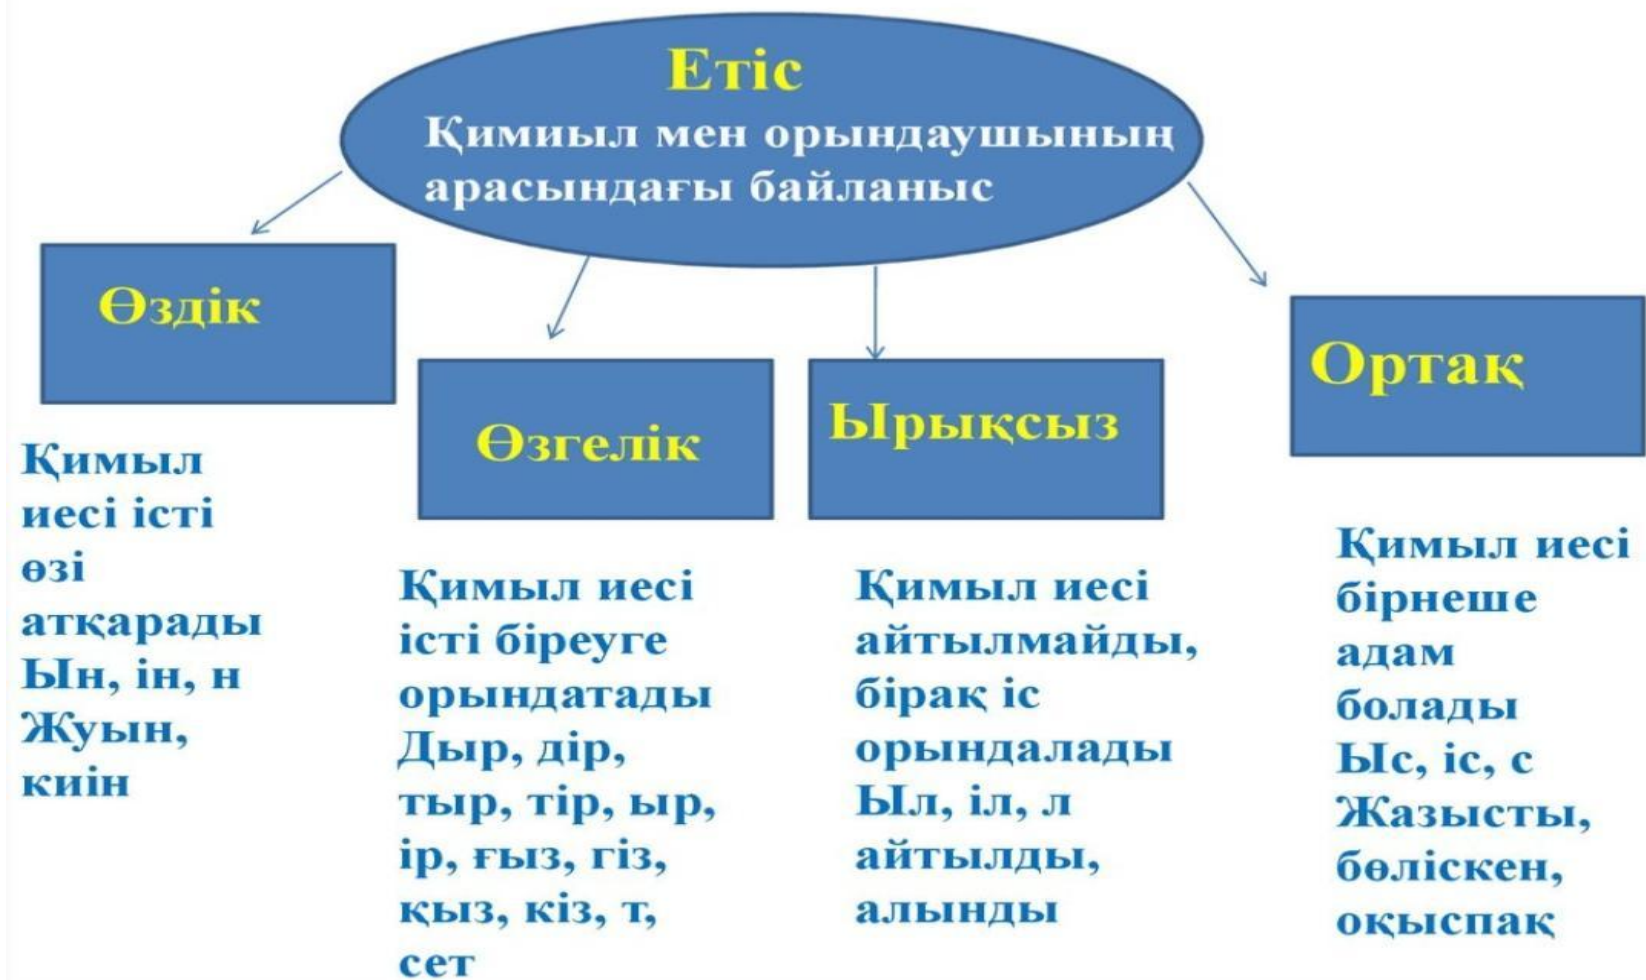 Етіс
Қимиыл мен орындаушының
арасындағы байланыс
Өздік
Қимыл
иесі істі
өзі
атқарады
Ын, ін, н
Жуын,
киін
Өзгелік
Қимыл иесі
істі біреуге
орындатады
Дыр, дір,
тыр, тір, ыр,
ір, ғыз, гіз,
қыз, кіз, т,
сет
Ырықсыз
Қимыл иесі
айтылмайды,
бірақ іс
орындалады
Ыл, іл, л
айтылды,
алынды
Ортақ
Қимыл иесі
бірнеше
адам
болады
Ыс, іс, с
Жазысты,
бөліскен,
оқыспақ